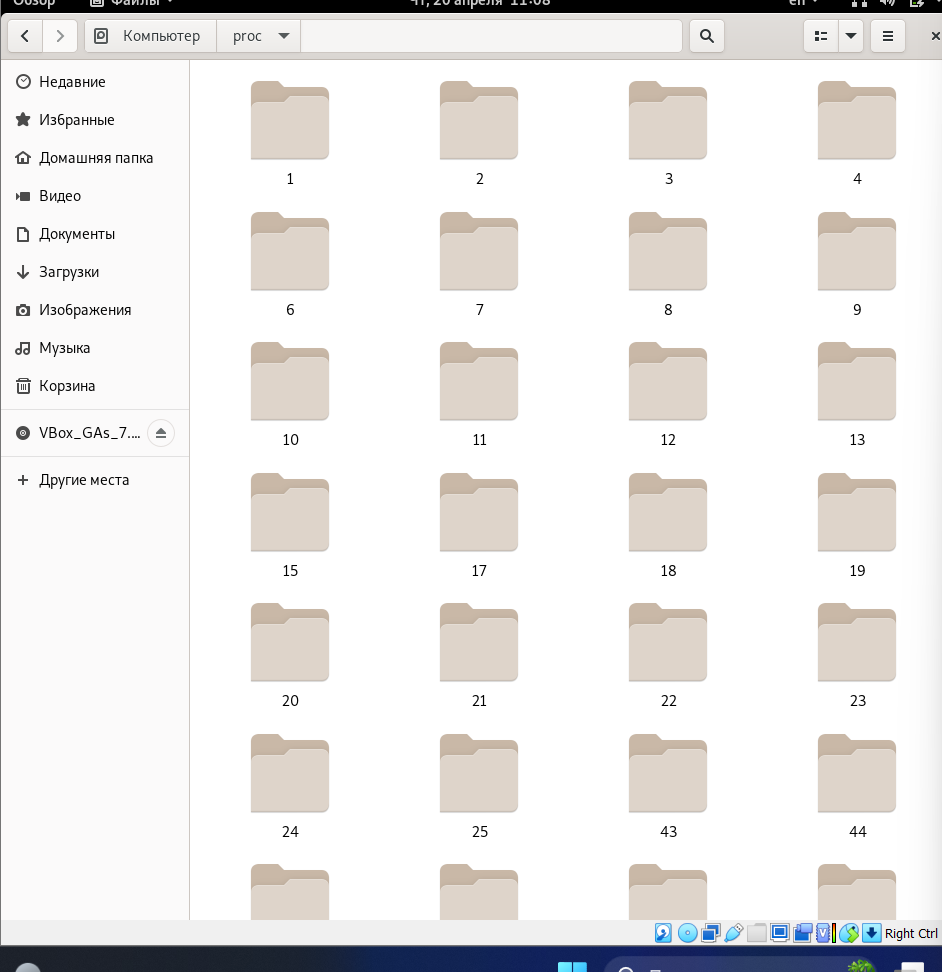 Обзор Файлы Чт, 20 апреля 11:08 en
Компьютер proc
Недавние
Избранные
Домашняя папка
Видео
Документы
Загрузки
Изображения
Музыка
Корзина
VBox_GAs_7....
Другие места
1 2 3 4
6 7 8 9
10 11 12 13
15 17 18 19
20 21 22 23
24 25 43 44
V Right Ctrl